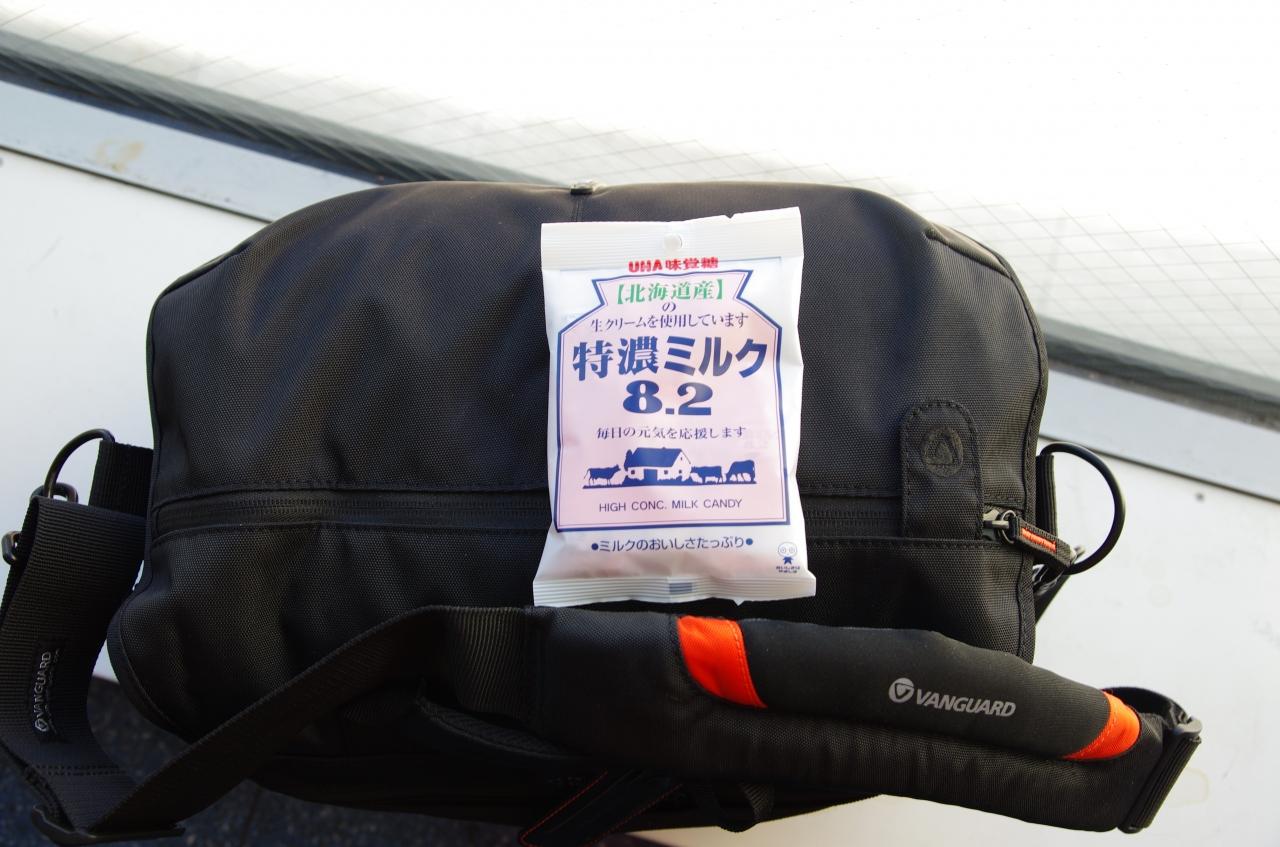 UHA味覚糖
【北海道産】
の
生クリームを使用しています
特濃ミルク
8.2
毎日の元気を応援します
HIGH CONC. MILK CANDY
●ミルクのおいしさたっぷり●
VANGUARD
VANGUARD